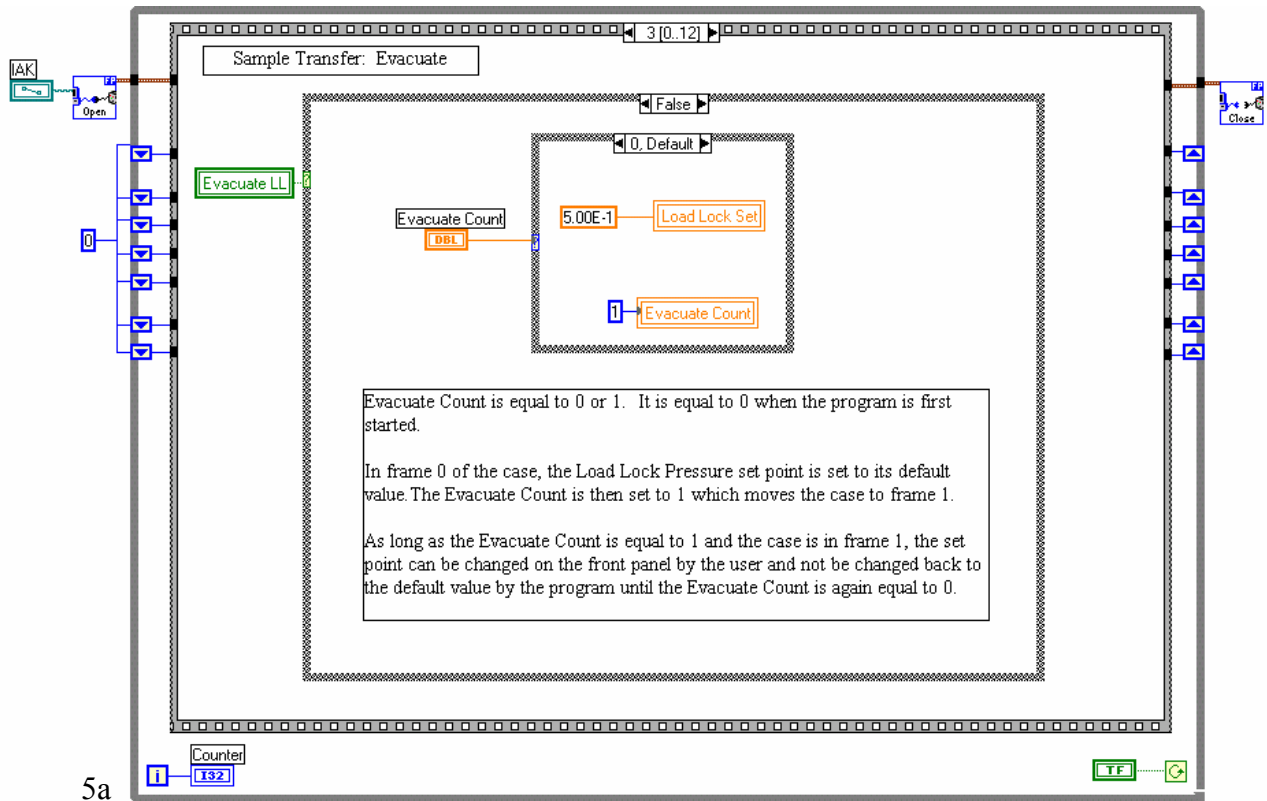 3 [0..12]
Sample Transfer: Evacuate
IAK
FP
Open
FP
Close
False
0, Default
Evacuate LL
?
Evacuate Count
5.00E-1
Load Lock Set
DBL
?
0
1
Evacuate Count
Evacuate Count is equal to 0 or 1. It is equal to 0 when the program is first
started.
In frame 0 of the case, the Load Lock Pressure set point is set to its default
value.The Evacuate Count is then set to 1 which moves the case to frame 1.
As long as the Evacuate Count is equal to 1 and the case is in frame 1, the set
point can be changed on the front panel by the user and not be changed back to
the default value by the program until the Evacuate Count is again equal to 0.
Counter
i
I32
TF
5a